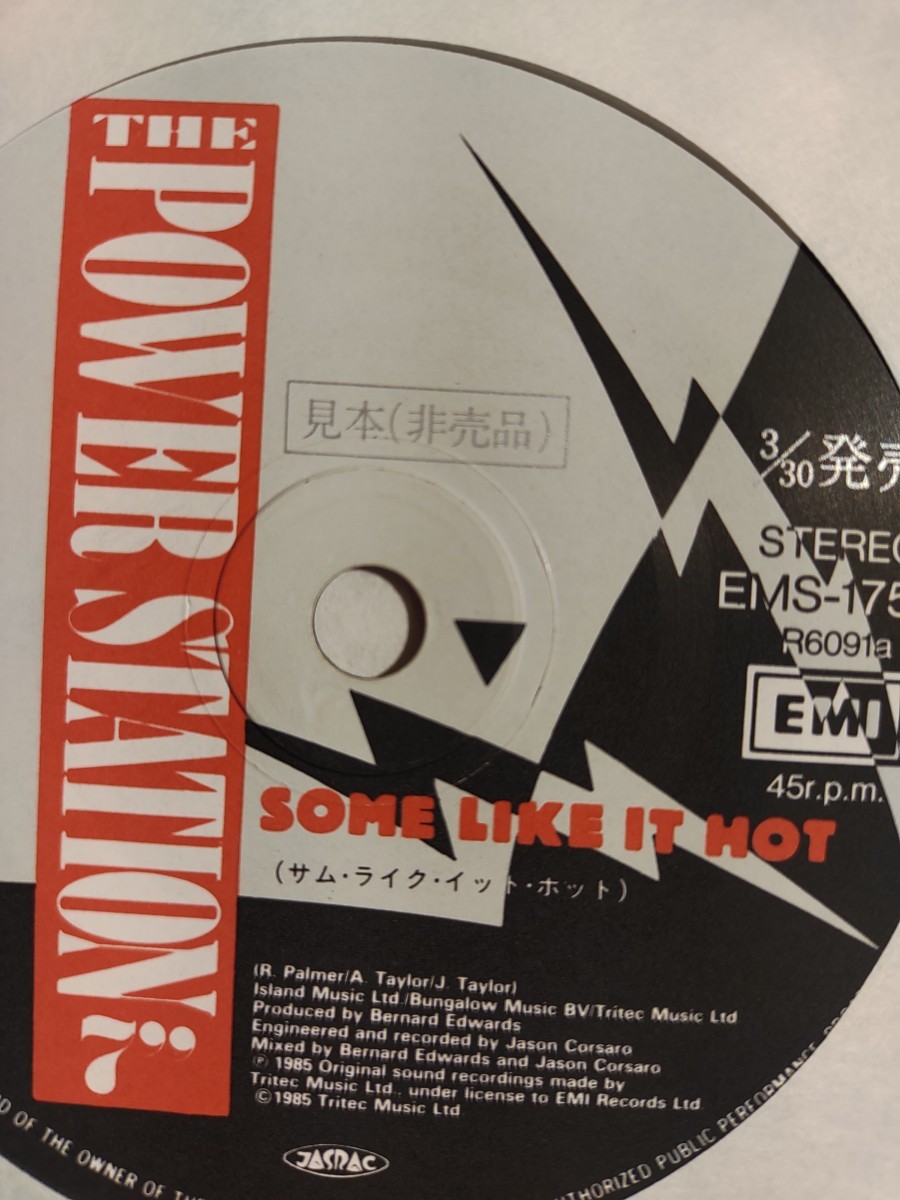 THE
POWER STATION
:7"
見本(非売品)
3/30発売
STEREO
EMS-175
R6091a
EMI
45r.p.m.
SOME LIKE IT HOT
(サム・ライク・イット・ホット)
(R. Palmer/A. Taylor/J. Taylor)
Island Music Ltd./Bungalow Music BV/Tritec Music Ltd
Produced by Bernard Edwards
Engineered and recorded by Jason Corsaro
Mixed by Bernard Edwards and Jason Corsaro
℗ 1985 Original sound recordings made by
Tritec Music Ltd., under license to EMI Records Ltd.
©1985 Tritec Music Ltd.
JASRAC
OF THE OWNER OF
PUBLIC PERFORMANCE